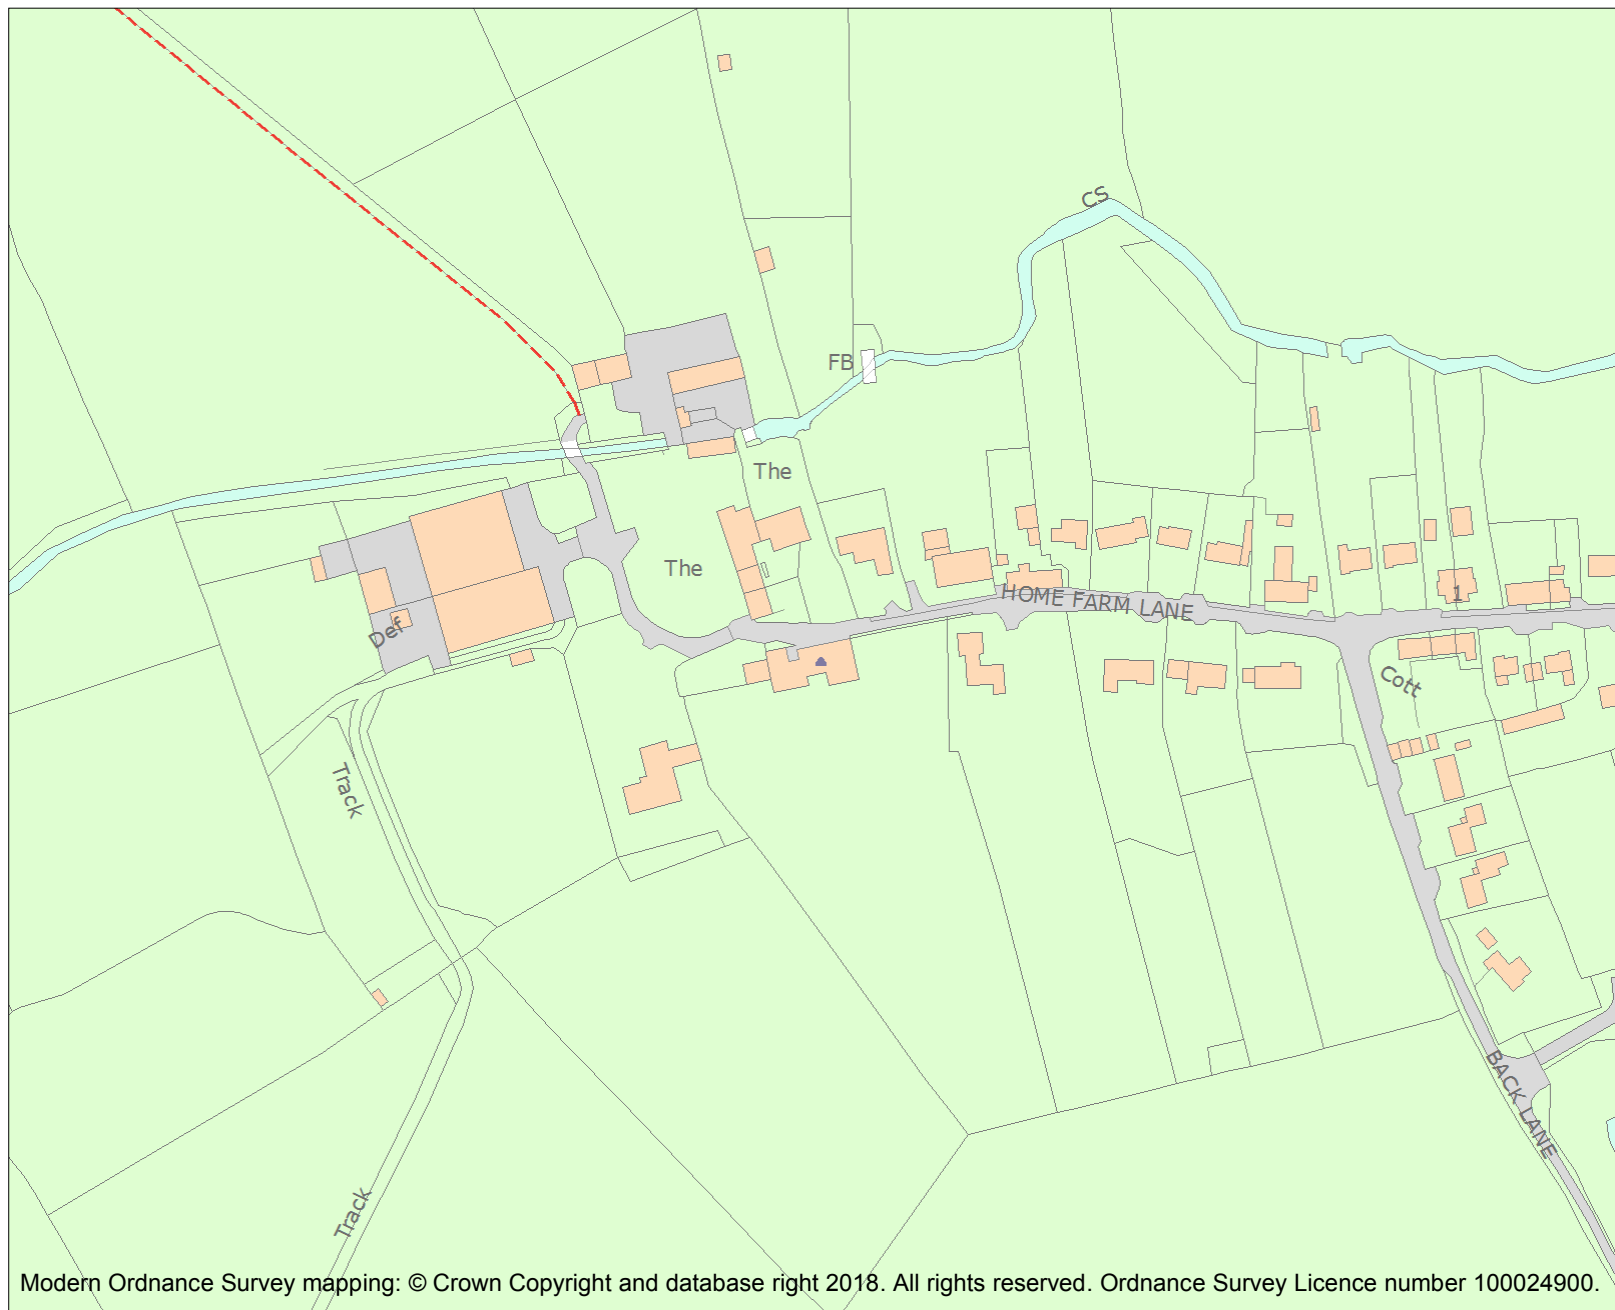 CS
FB
The
The
HOME FARM LANE
1
Def
Cott
Track
BACK LANE
Track
Modern Ordnance Survey mapping: © Crown Copyright and database right 2018. All rights reserved. Ordnance Survey Licence number 100024900.